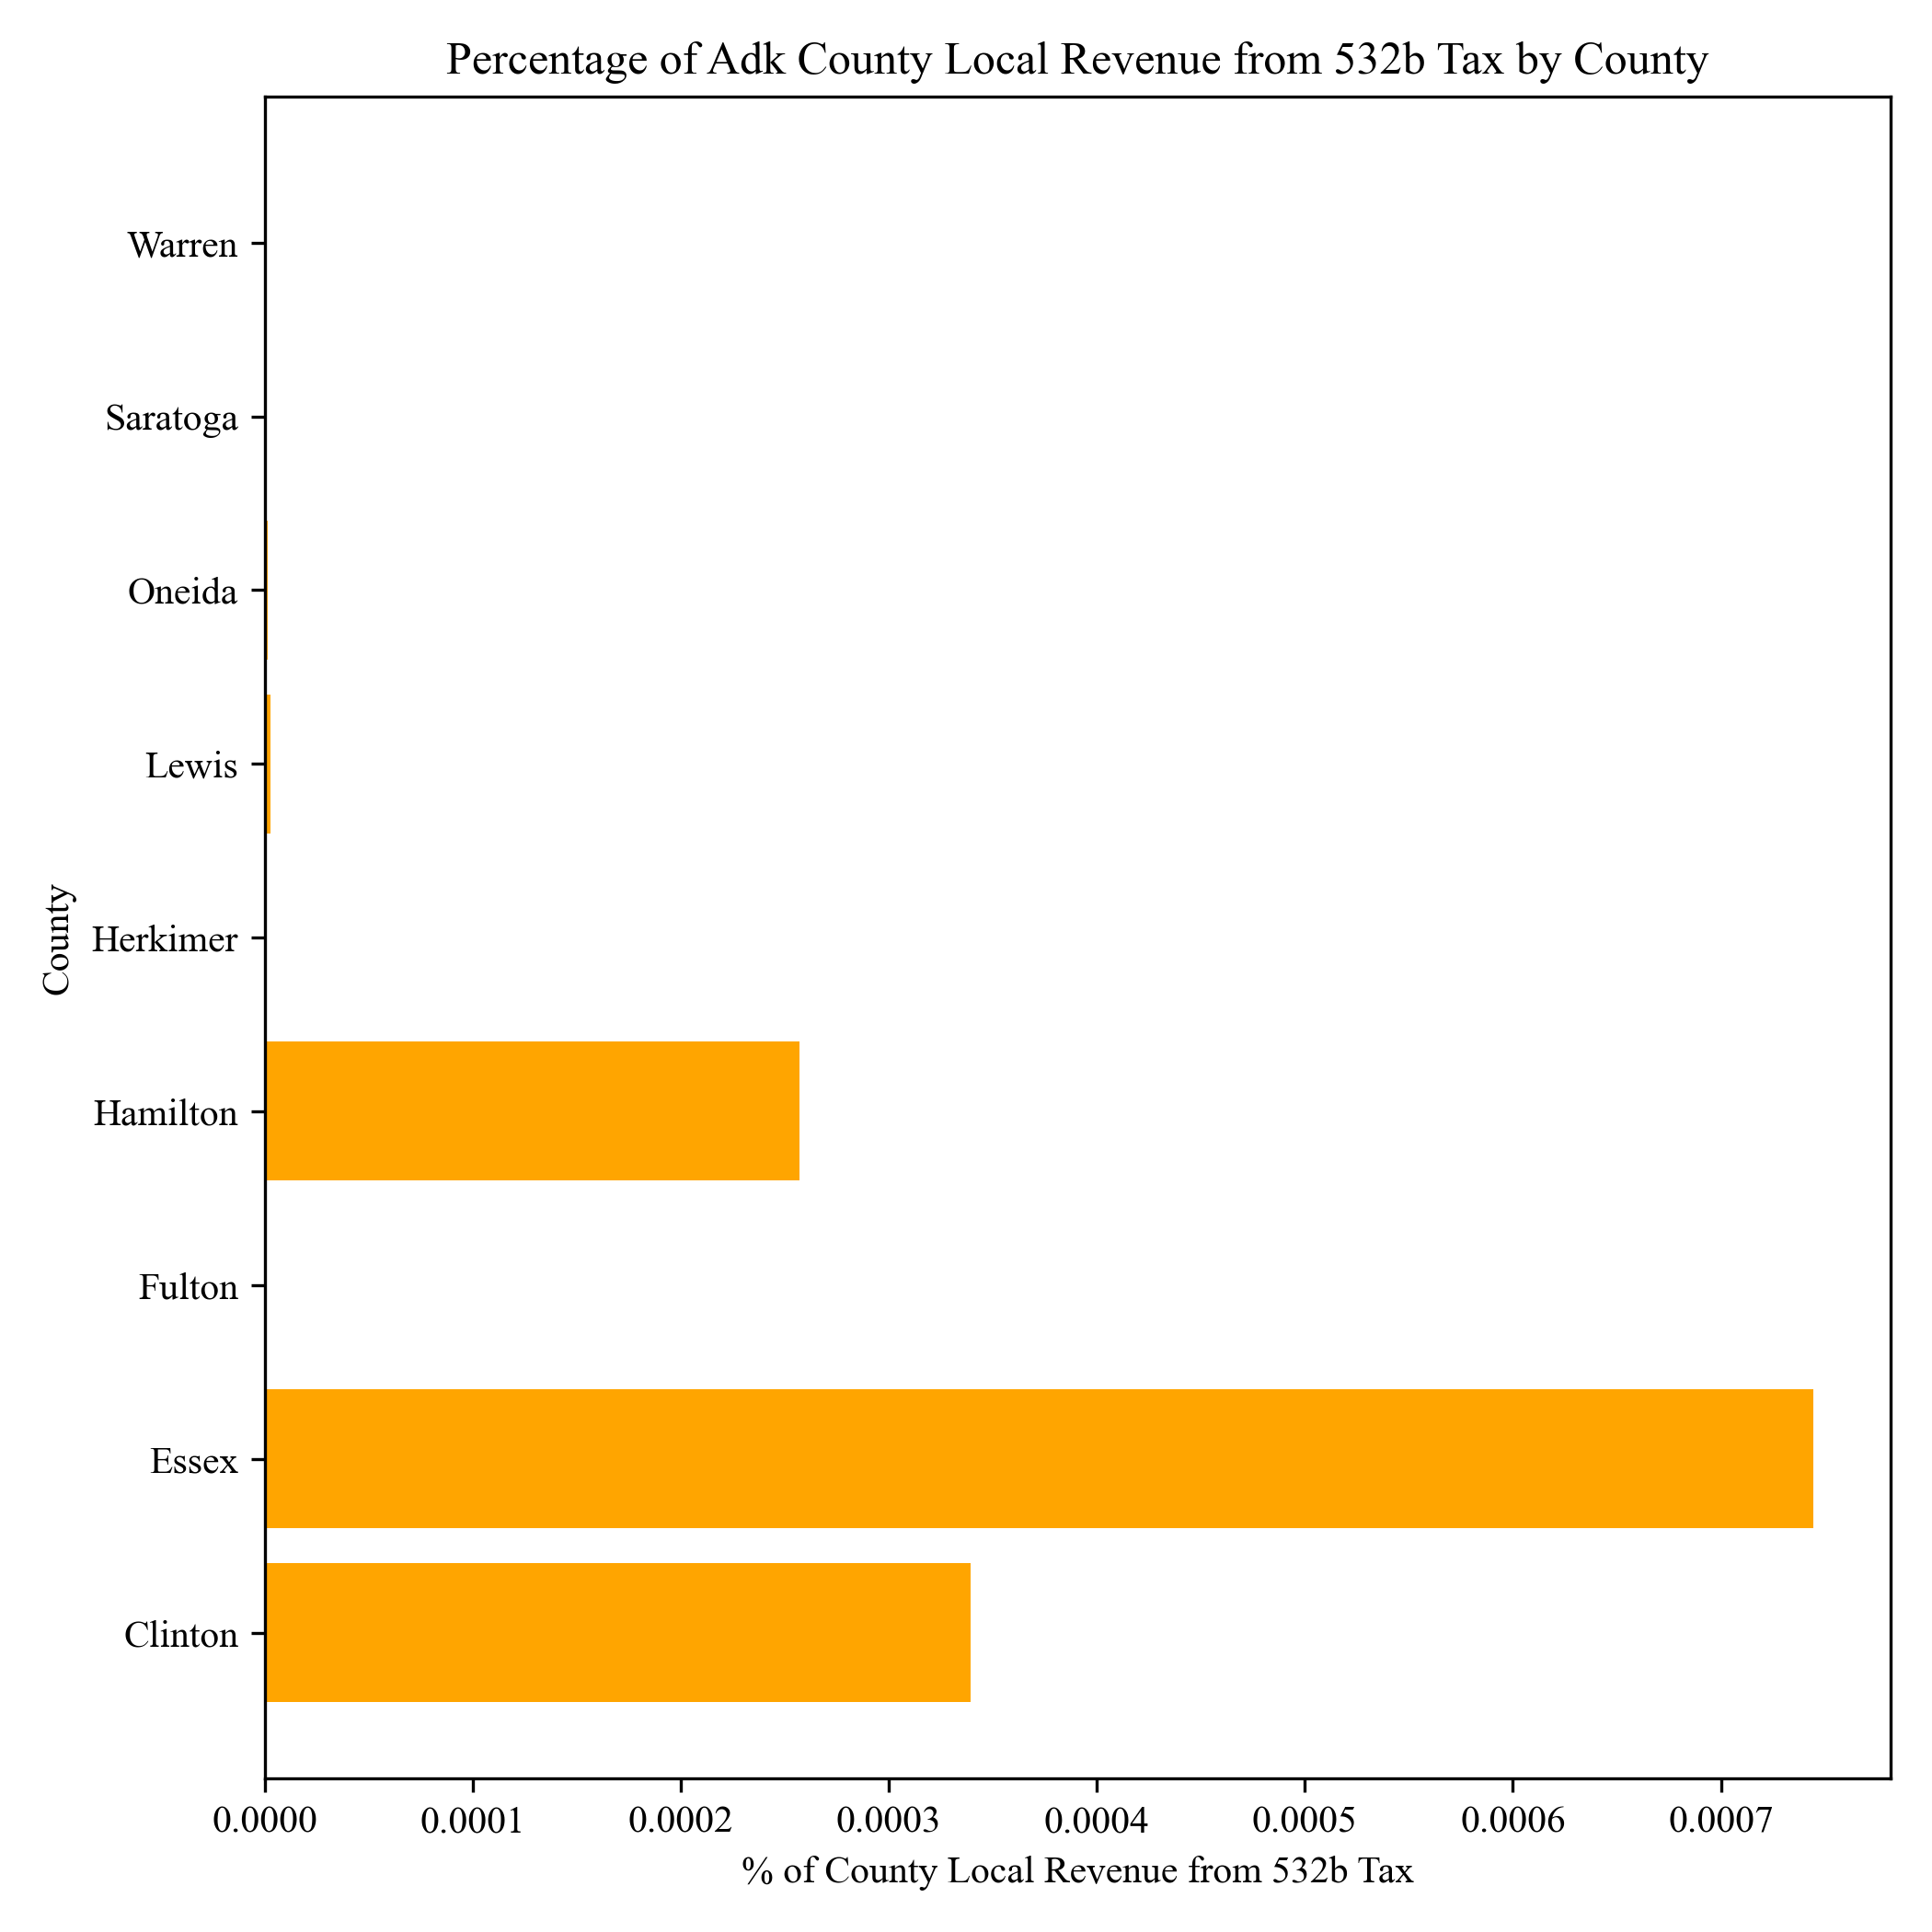 Percentage of Adk County Local Revenue from 532b Tax by County
Warren
Saratoga
Oneida
Lewis
Herkimer
Hamilton
Fulton
Essex
Clinton
County
0.0000 0.0001 0.0002 0.0003 0.0004 0.0005 0.0006 0.0007
% of County Local Revenue from 532b Tax